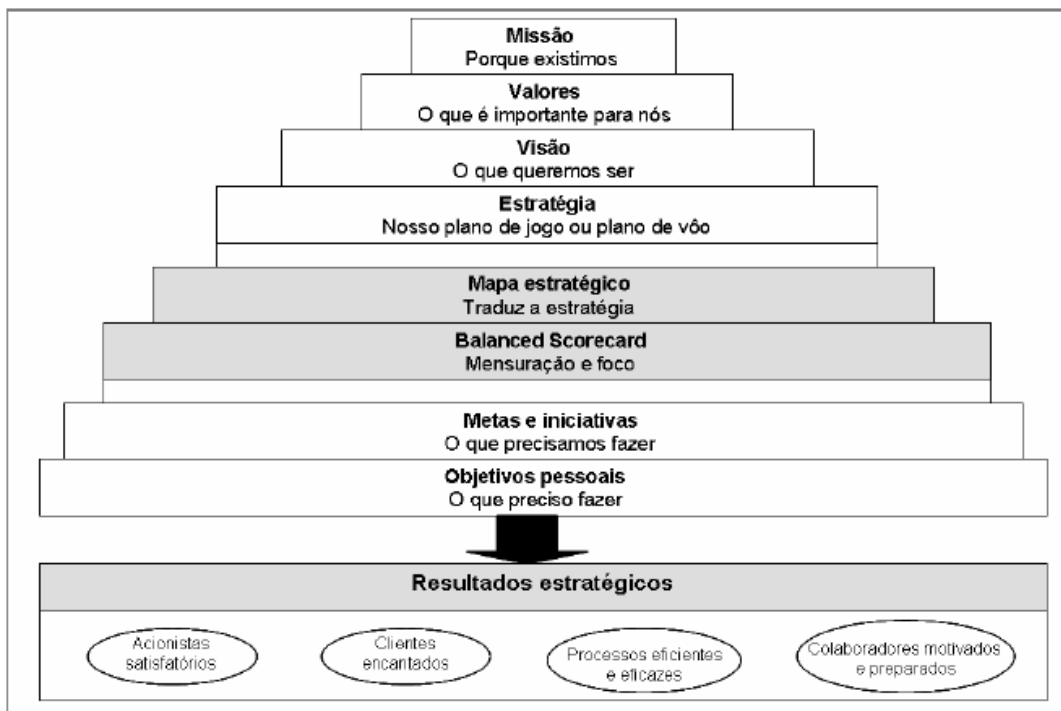 Missão
Porque existimos
Valores
O que é importante para nós
Visão
O que queremos ser
Estratégia
Nosso plano de jogo ou plano de vôo
Mapa estratégico
Traduz a estratégia
Balanced Scorecard
Mensuração e foco
Metas e iniciativas
O que precisamos fazer
Objetivos pessoais
O que preciso fazer
Resultados estratégicos
Acionistas
satisfatórios
Clientes
encantados
Processos eficientes
e eficazes
Colaboradores motivados
e preparados